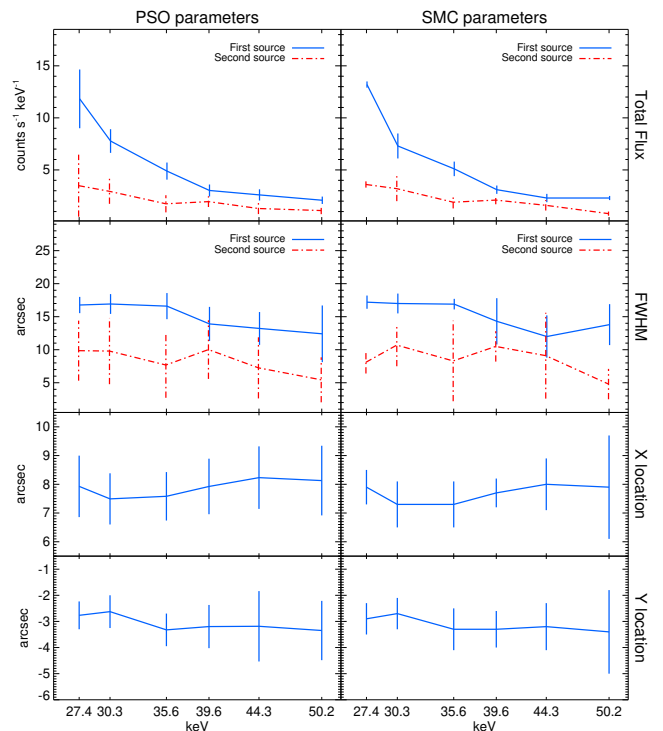 PSO parameters SMC parameters
First source First source
Second source Second source
15
10
5
counts s⁻¹ keV⁻¹
Total Flux
First source First source
Second source Second source
25
20
15
10
5
arcsec
FWHM
10
9
8
7
6
arcsec
X location
-1
-2
-3
-4
-5
-6
arcsec
Y location
27.4 30.3 35.6 39.6 44.3 50.2 27.4 30.3 35.6 39.6 44.3 50.2
keV keV